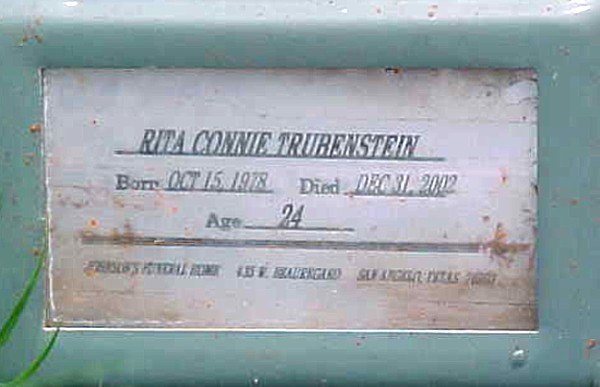 RITA CONNIE TRUBENSTEIN
Born OCT 15, 1978 Died DEC 31, 2002
Age 24
JOHNSON'S FUNERAL HOME 435 W. BEAUREGARD SAN ANGELO, TEXAS